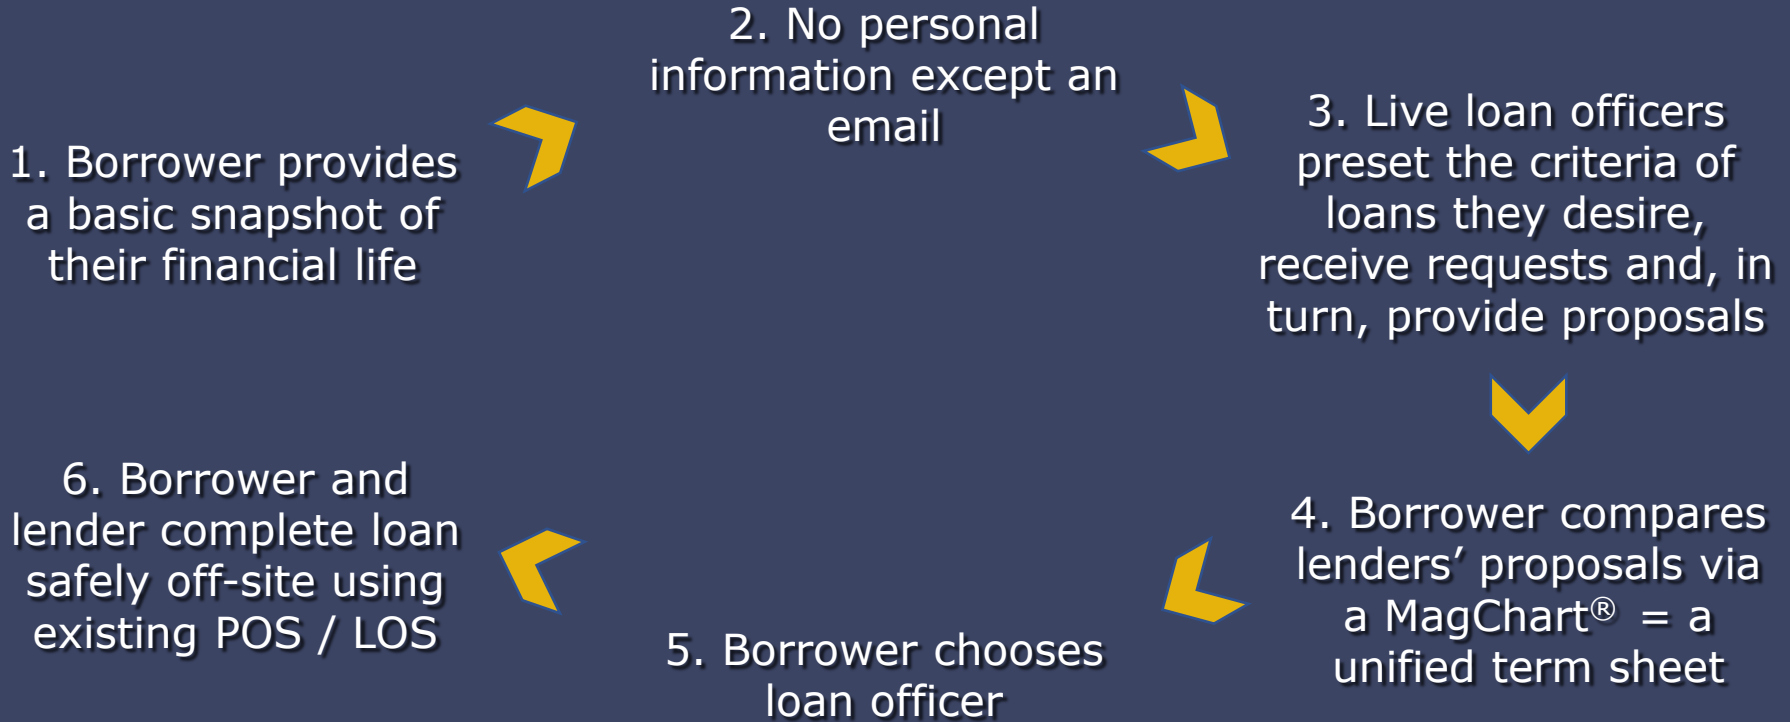 1. Borrower provides
a basic snapshot of
their financial life
2. No personal
information except an
email
3. Live loan officers
preset the criteria of
loans they desire,
receive requests and, in
turn, provide proposals
4. Borrower compares
lenders’ proposals via
a MagChart® = a
unified term sheet
5. Borrower chooses
loan officer
6. Borrower and
lender complete loan
safely off-site using
existing POS / LOS